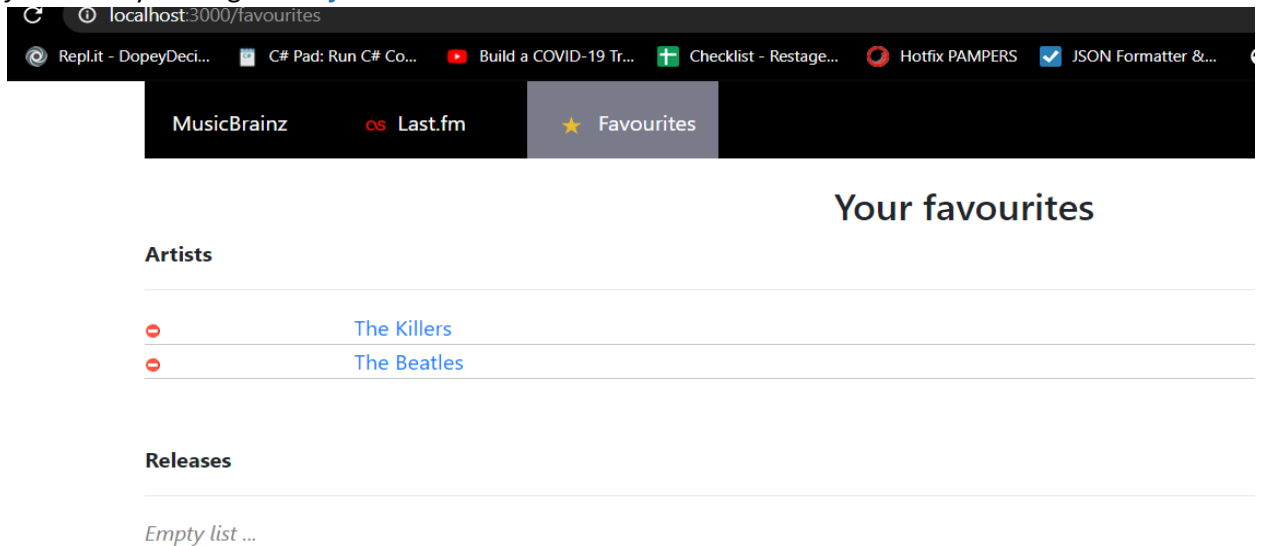 localhost:3000/favourites
Repl.it - DopeyDeci... C# Pad: Run C# Co... Build a COVID-19 Tr... Checklist - Restage... Hotfix PAMPERS JSON Formatter &...
MusicBrainz Last.fm Favourites
Your favourites
Artists
The Killers
The Beatles
Releases
Empty list ...